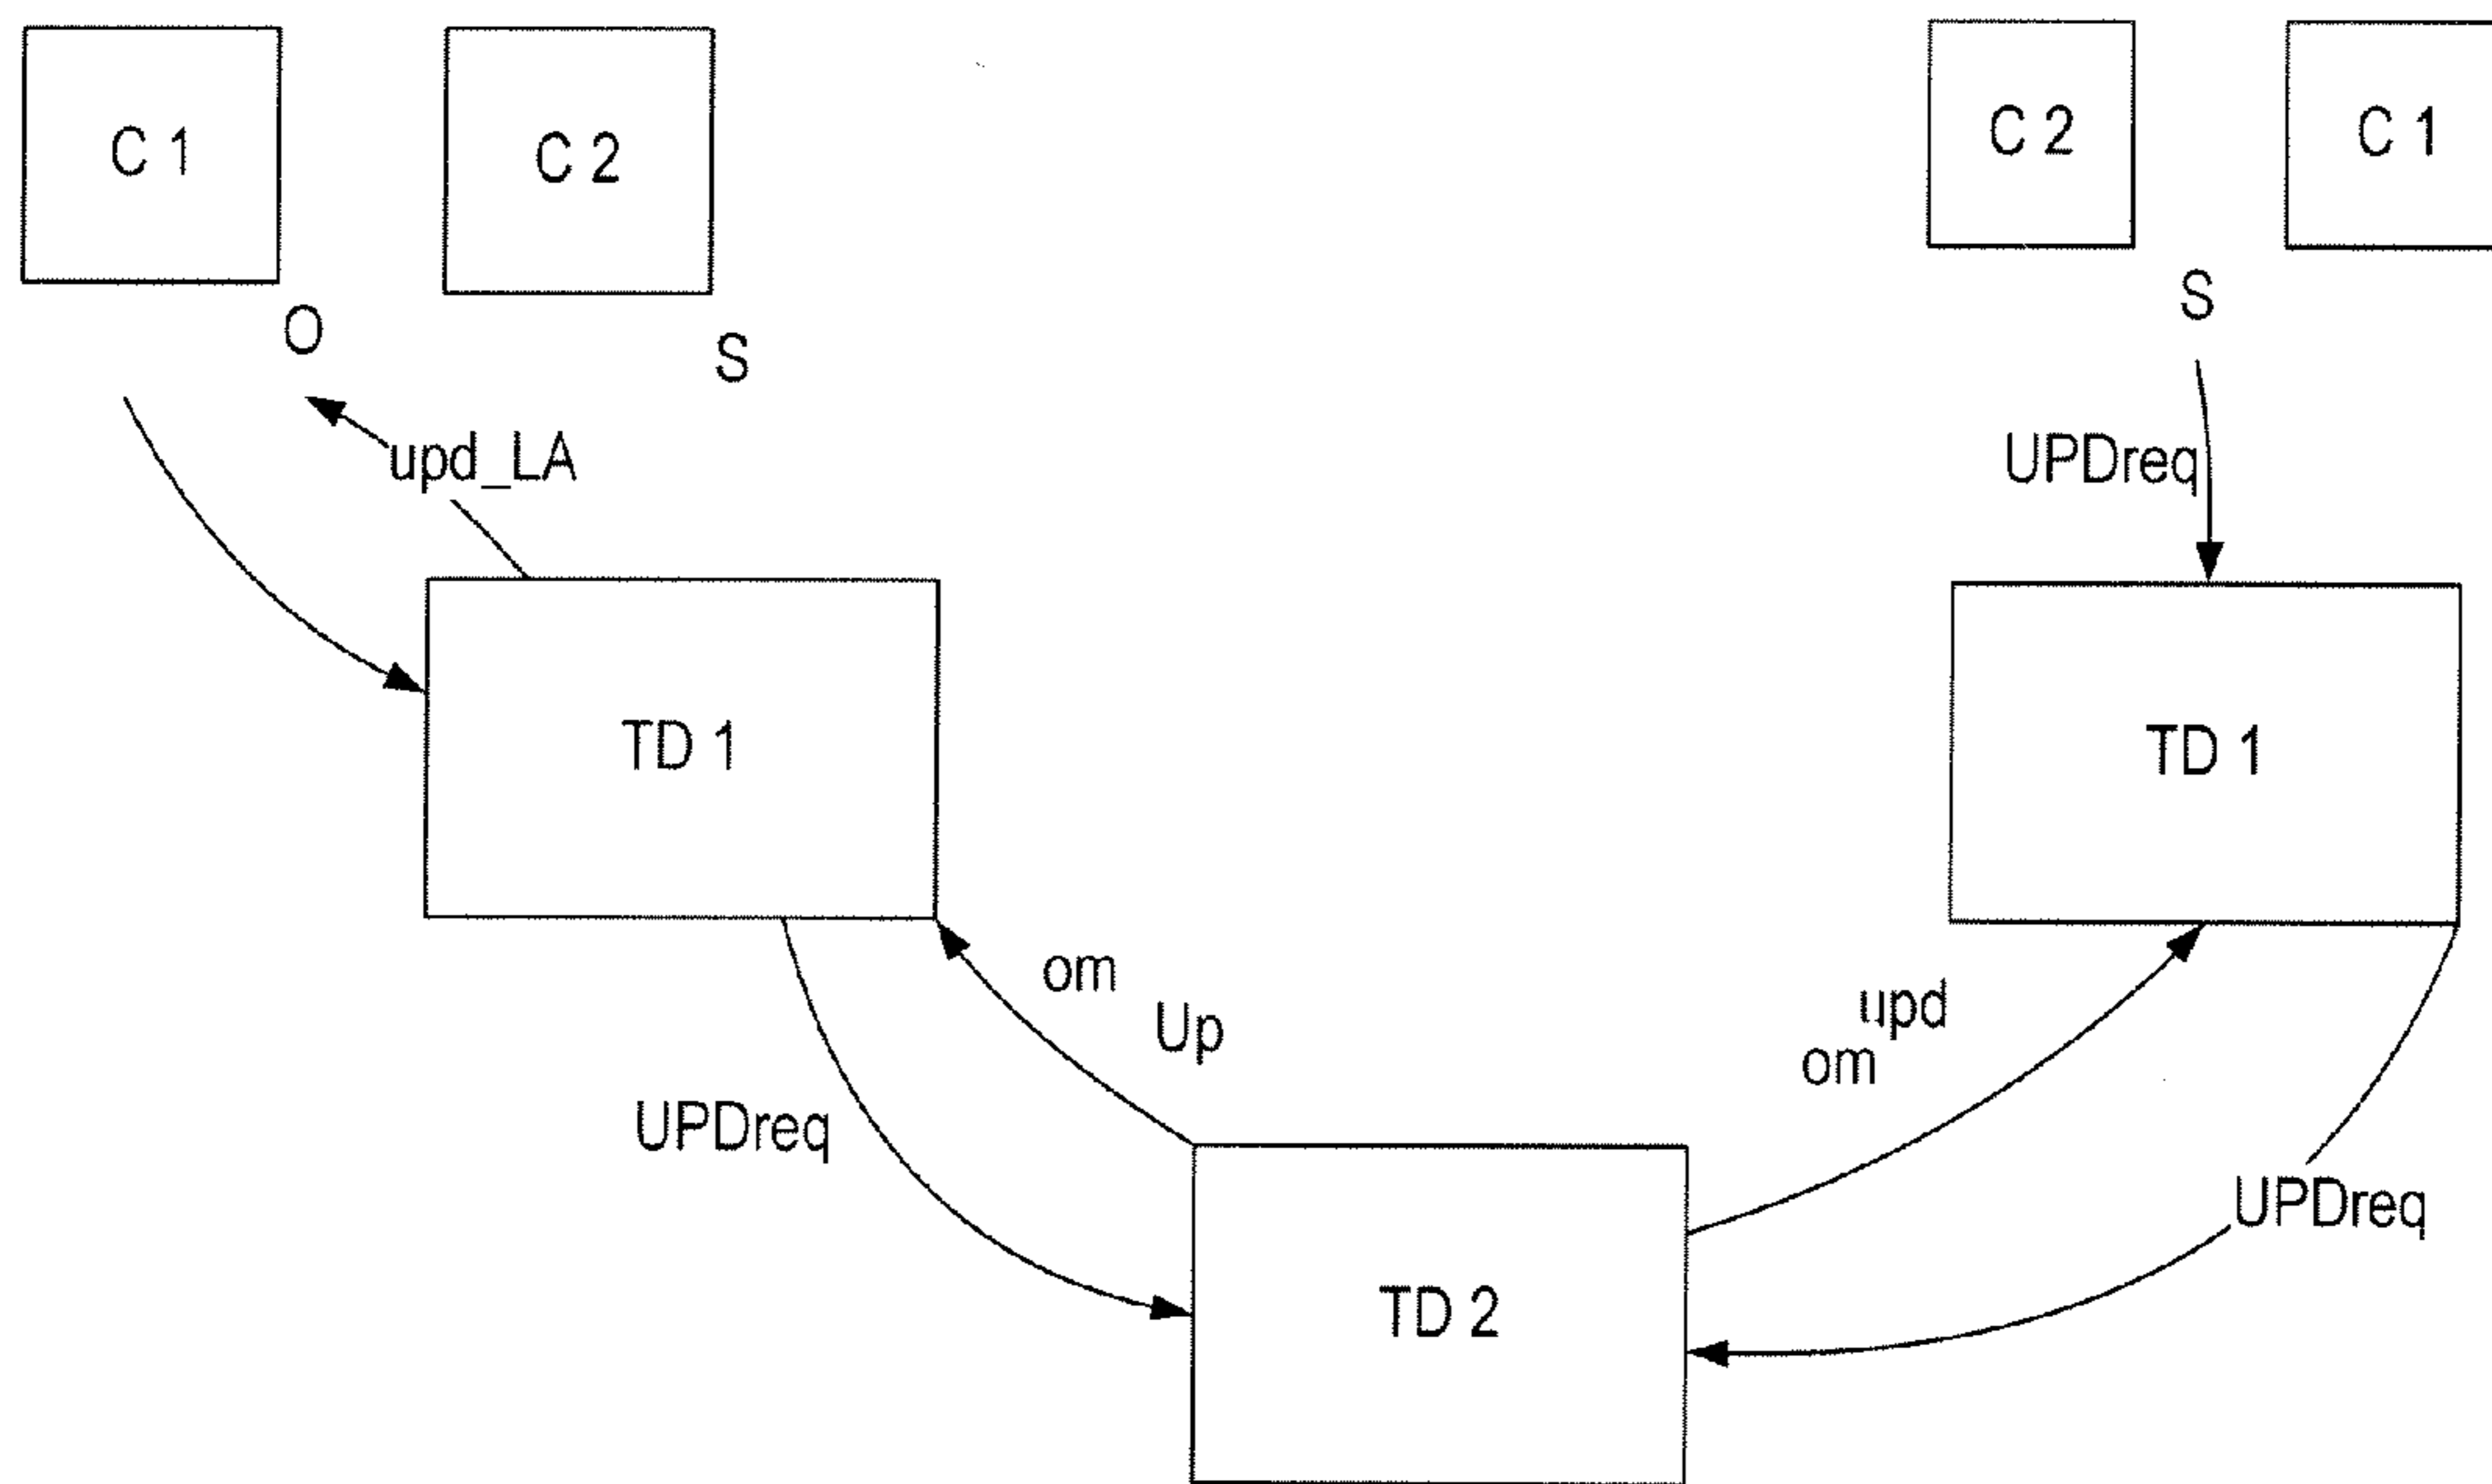 C 1
C 2
C 2
C 1
O
S
S
upd_LA
UPDreq
TD 1
TD 1
om
Up
upd
om
UPDreq
UPDreq
TD 2